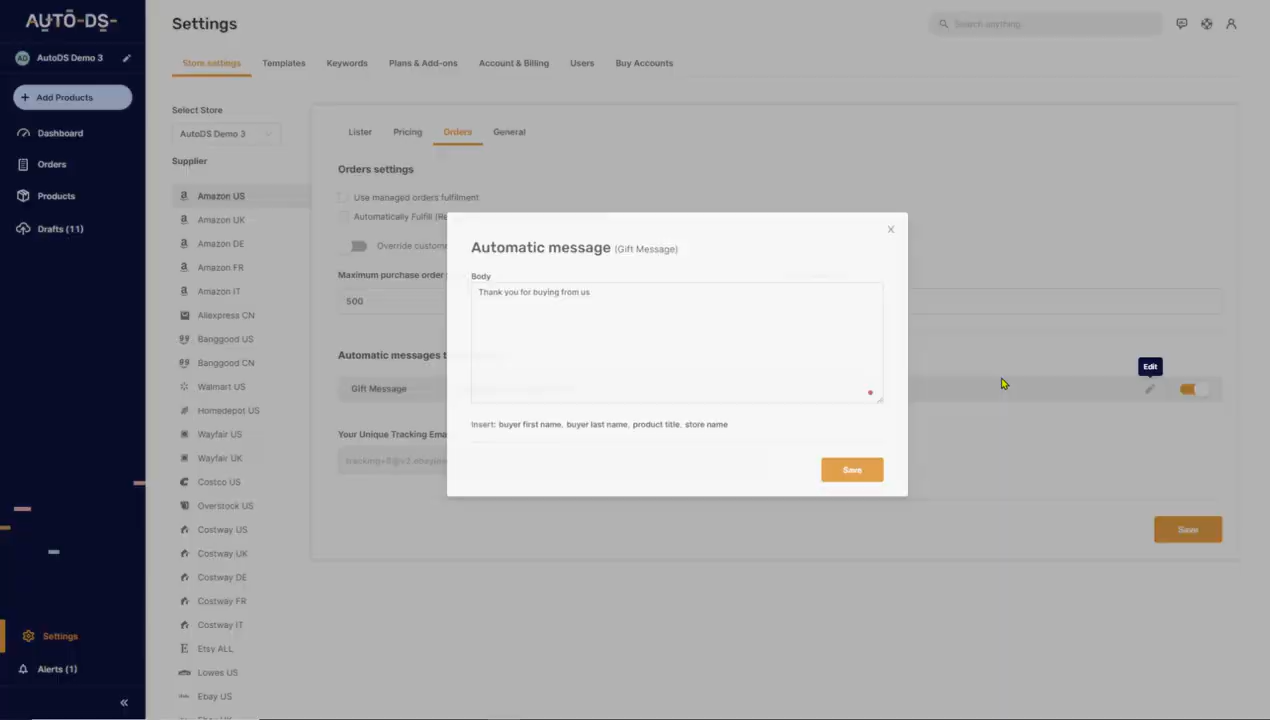 AUTO-DS-
Settings
Search anything
AD AutoDS Demo 3
Store settings Templates Keywords Plans & Add-ons Account & Billing Users Buy Accounts
+ Add Products
Dashboard
Orders
Products
Drafts (11)
Settings
Alerts (1)
Select Store
AutoDS Demo 3
Supplier
Amazon US
Amazon UK
Amazon DE
Amazon FR
Amazon IT
Aliexpress CN
Banggood US
Banggood CN
Walmart US
Homedepot US
Wayfair US
Wayfair UK
Costco US
Overstock US
Costway US
Costway UK
Costway DE
Costway FR
Costway IT
Etsy ALL
Lowes US
Ebay US
Lister Pricing Orders General
Orders settings
Use managed orders fulfilment
Automatically Fulfill
Override custome
Maximum purchase order
500
Automatic messages
Gift Message
Edit
Your Unique Tracking Ema
Save
Automatic message (Gift Message)
X
Body
Thank you for buying from us
Insert: buyer first name, buyer last name, product title, store name
Save